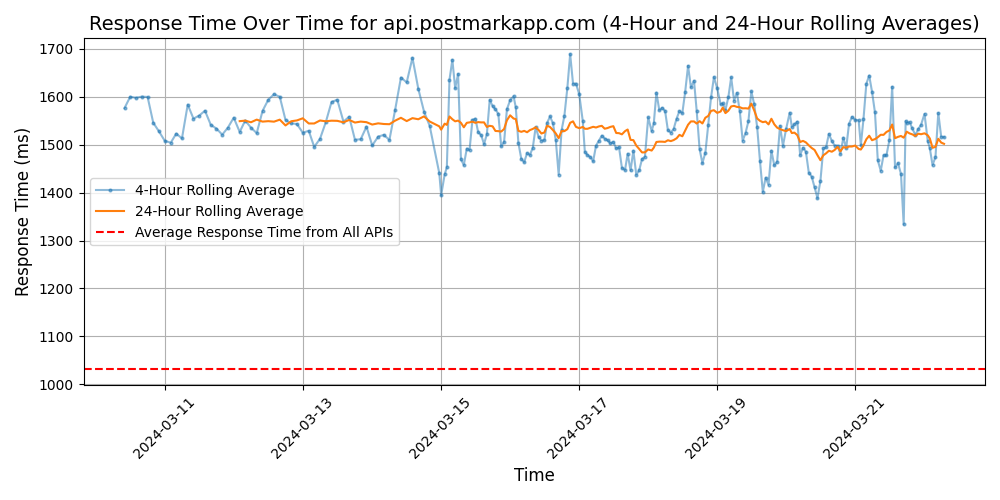 Response Time Over Time for api.postmarkapp.com (4-Hour and 24-Hour Rolling Averages)
Response Time (ms)
1700
1600
1500
1400
1300
1200
1100
1000
4-Hour Rolling Average
24-Hour Rolling Average
Average Response Time from All APIs
2024-03-11
2024-03-13
2024-03-15
2024-03-17
2024-03-19
2024-03-21
Time